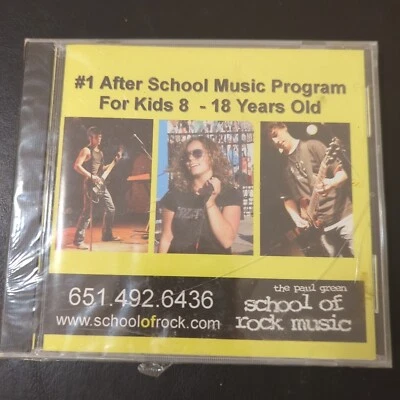 #1 After School Music Program
For Kids 8 - 18 Years Old
651.492.6436
www.schoolofrock.com
the paul green
school of
rock music